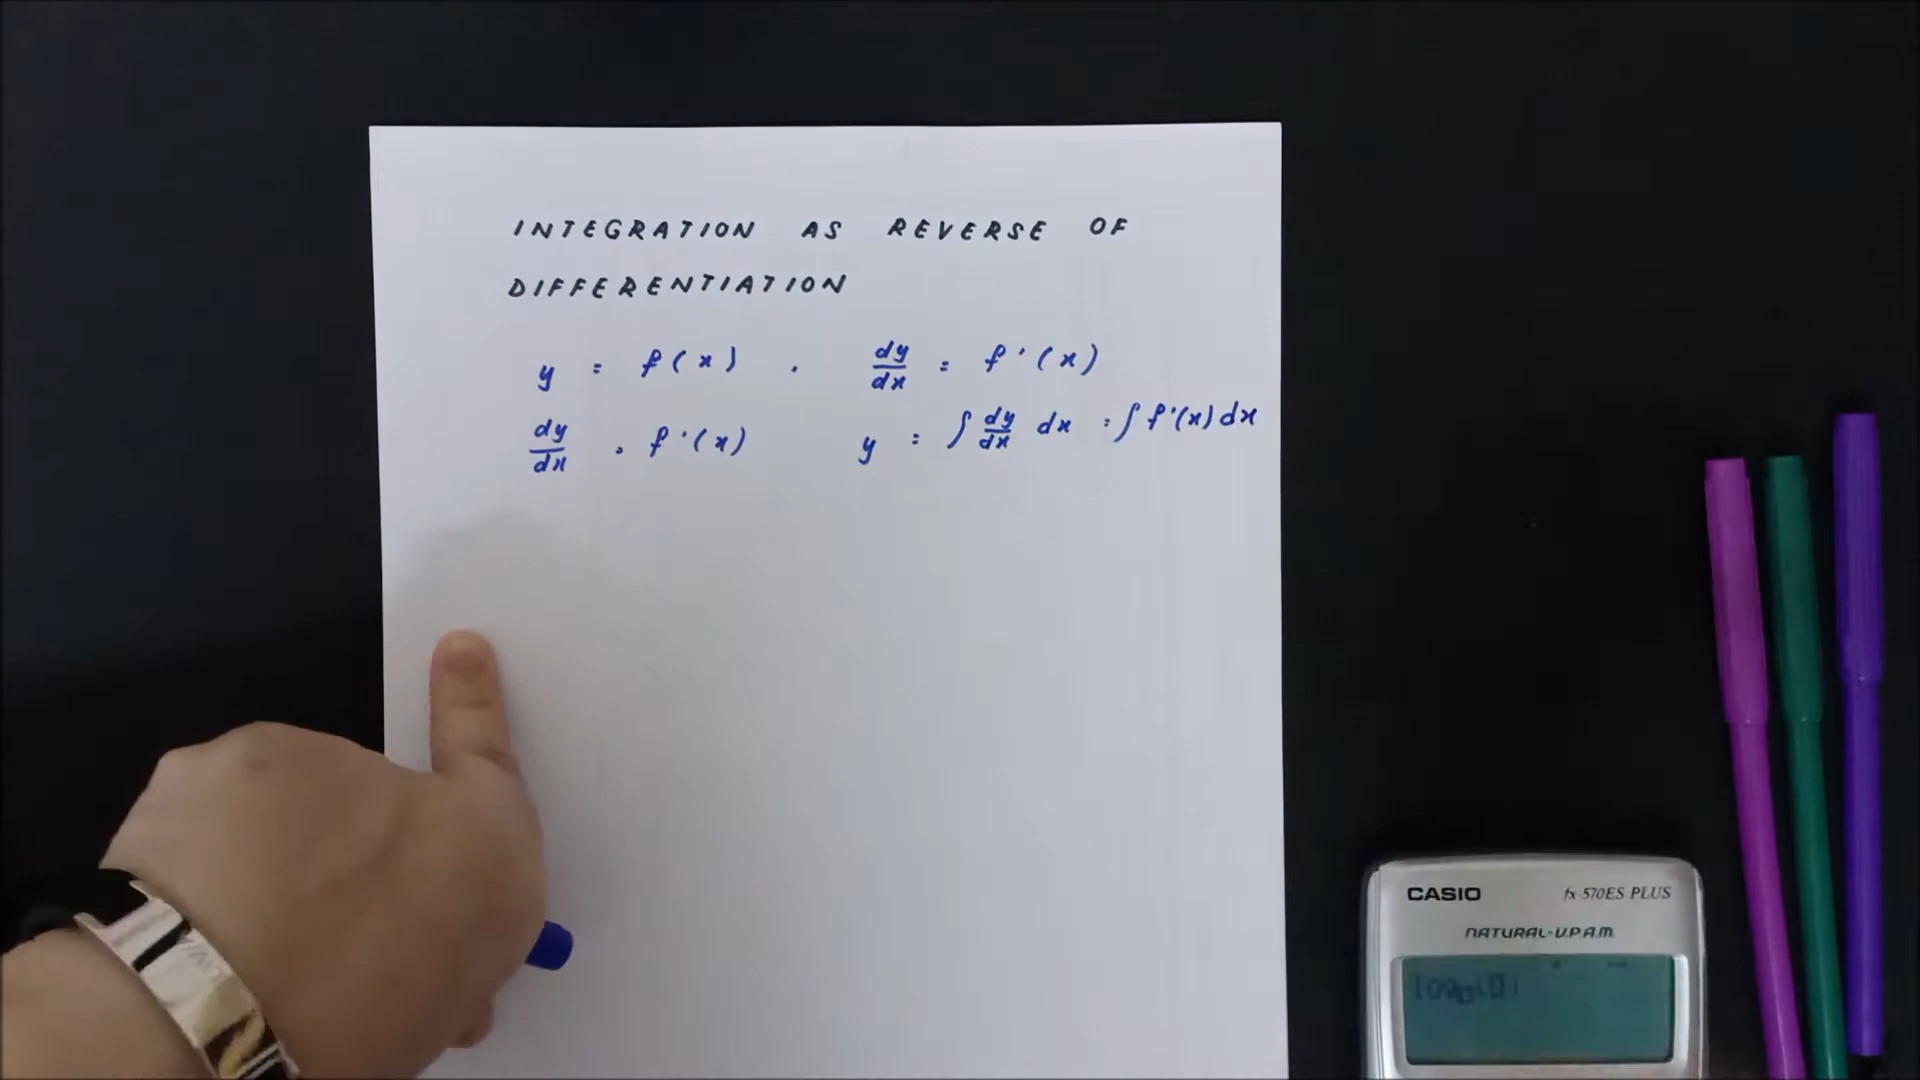 INTEGRATION AS REVERSE OF
DIFFERENTIATION
y = f(x) . dy/dx = f'(x)
dy/dx = f'(x) y = ∫ dy/dx dx = ∫ f'(x) dx
CASIO fx-570ES PLUS
NATURAL-V.P.A.M.